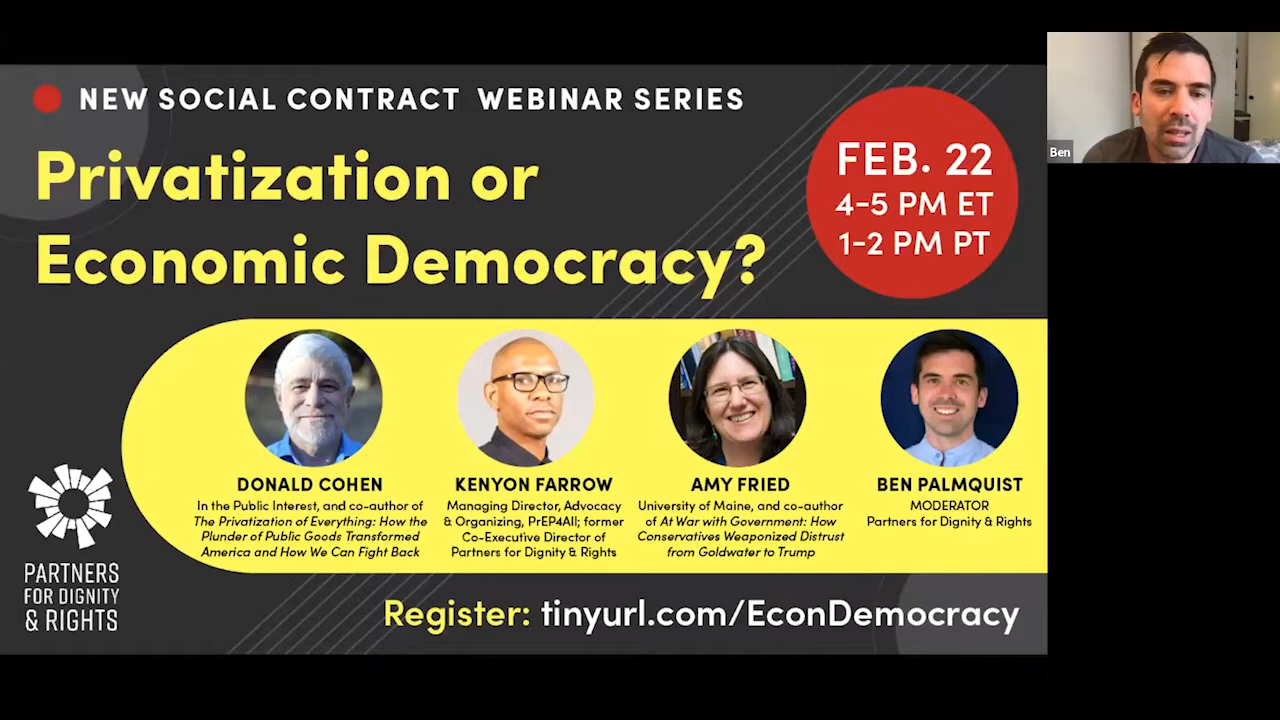 NEW SOCIAL CONTRACT WEBINAR SERIES
Privatization or
Economic Democracy?
FEB. 22
4-5 PM ET
1-2 PM PT
Ben
DONALD COHEN
In the Public Interest, and co-author of
The Privatization of Everything: How the
Plunder of Public Goods Transformed
America and How We Can Fight Back
KENYON FARROW
Managing Director, Advocacy
& Organizing, PrEP4All; former
Co-Executive Director of
Partners for Dignity & Rights
AMY FRIED
University of Maine, and co-author
of At War with Government: How
Conservatives Weaponized Distrust
from Goldwater to Trump
BEN PALMQUIST
MODERATOR
Partners for Dignity & Rights
PARTNERS
FOR DIGNITY
& RIGHTS
Register: tinyurl.com/EconDemocracy